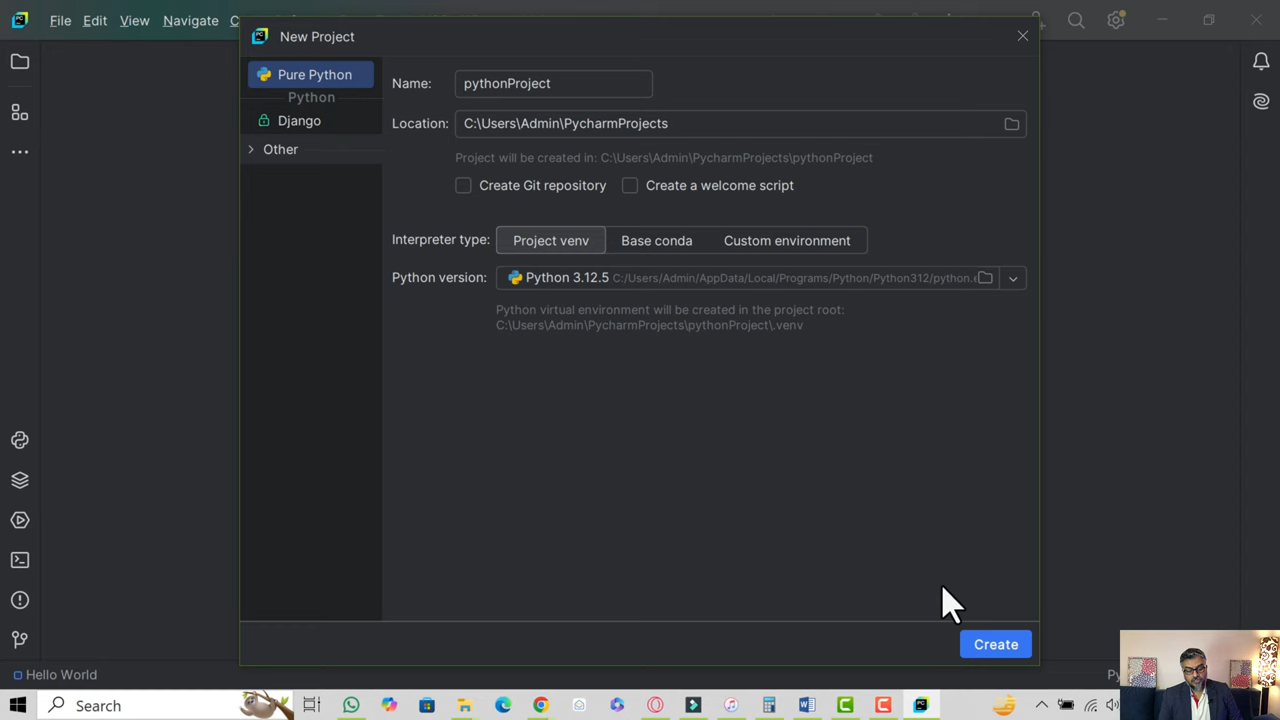 File Edit View Navigate C
New Project
Pure Python
Python
Django
Other
Name: pythonProject
Location: C:\Users\Admin\PycharmProjects
Project will be created in: C:\Users\Admin\PycharmProjects\pythonProject
Create Git repository Create a welcome script
Interpreter type: Project venv Base conda Custom environment
Python version: Python 3.12.5 C:/Users/Admin/AppData/Local/Programs/Python/Python312/python.e
Python virtual environment will be created in the project root:
C:\Users\Admin\PycharmProjects\pythonProject\.venv
Create
Hello World
Py
Search